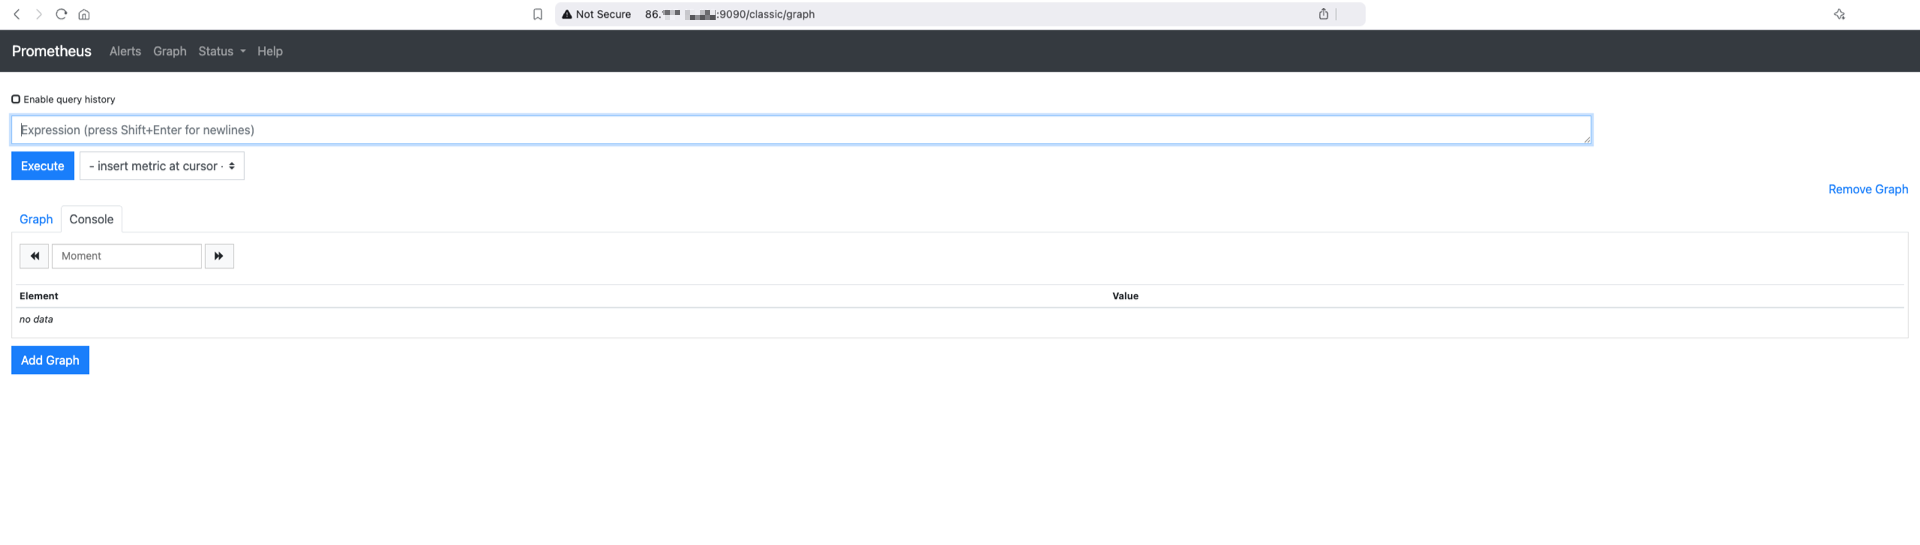 Not Secure 86. :9090/classic/graph
Prometheus Alerts Graph Status Help
Enable query history
Expression (press Shift+Enter for newlines)
Execute - insert metric at cursor -
Remove Graph
Graph Console
Moment
Element Value
no data
Add Graph